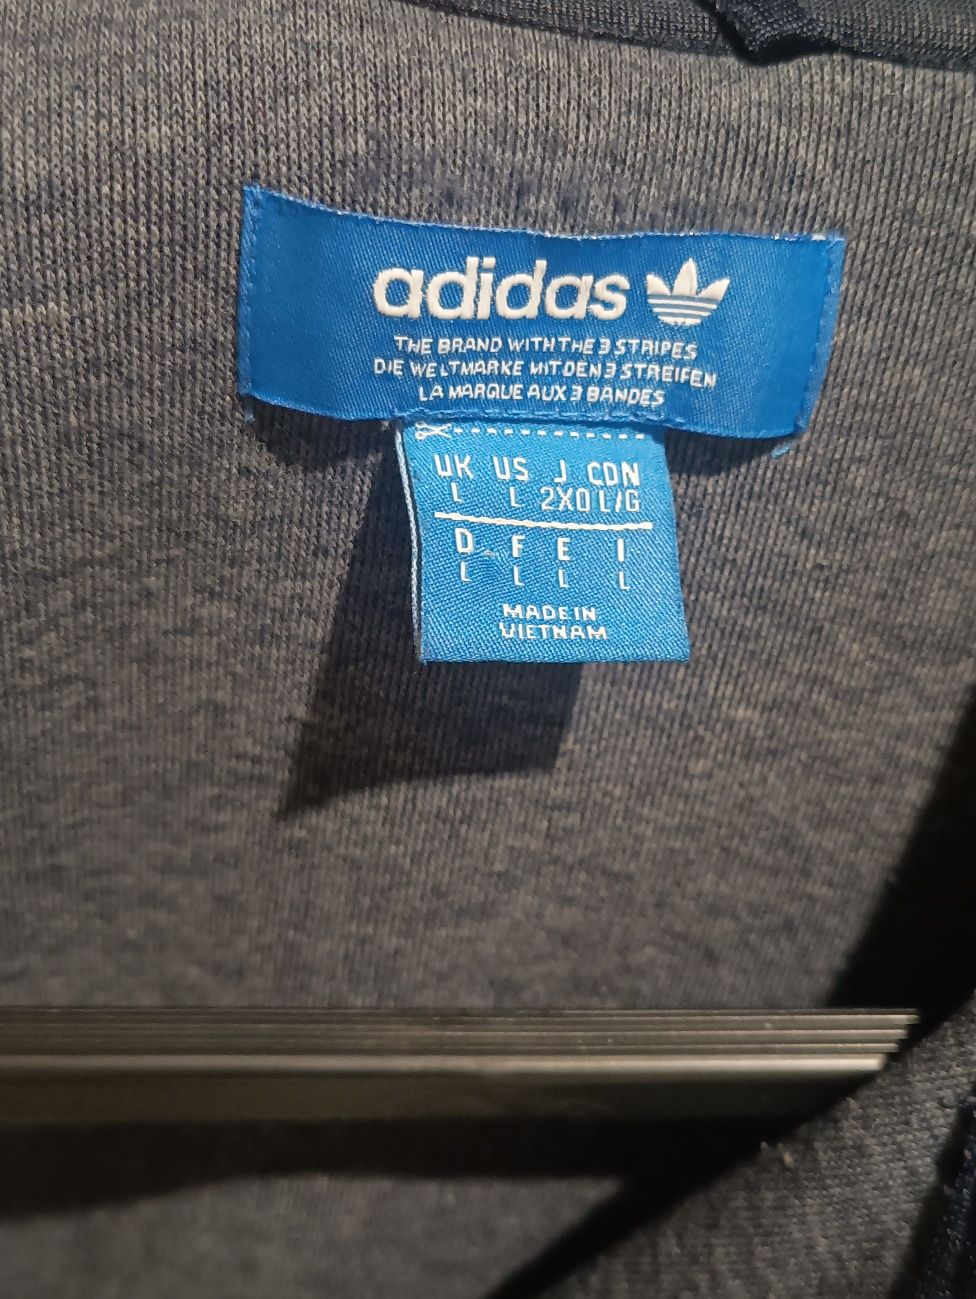 adidas
THE BRAND WITH THE 3 STRIPES
DIE WELTMARKE MIT DEN 3 STREIFEN
LA MARQUE AUX 3 BANDES
UK US J CDN
L L 2XO L/G
D F E I
L L L L
MADE IN
VIETNAM